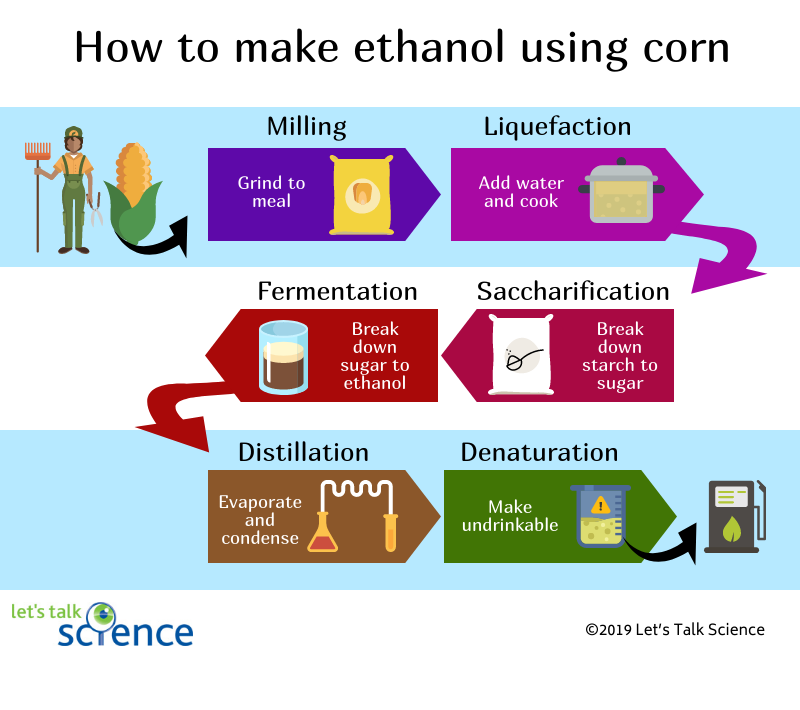 How to make ethanol using corn
Milling
Liquefaction
Grind to
meal
Add water
and cook
Fermentation
Saccharification
Break
down
sugar to
ethanol
Break
down
starch to
sugar
Distillation
Denaturation
Evaporate
and
condense
Make
undrinkable
!
let's talk
science
©2019 Let's Talk Science